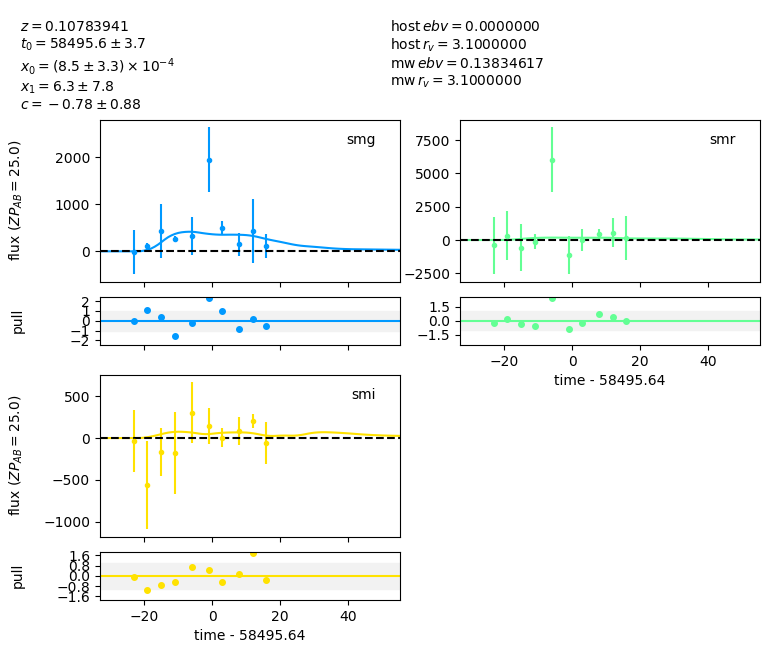 z = 0.10783941
t₀ = 58495.6 ± 3.7
x₀ = (8.5 ± 3.3) × 10⁻⁴
x₁ = 6.3 ± 7.8
c = −0.78 ± 0.88
host ebv = 0.0000000
host r_v = 3.1000000
mw ebv = 0.13834617
mw r_v = 3.1000000
smg
flux (ZP_AB = 25.0)
2000
1000
0
pull
2
1
0
−1
−2
smr
7500
5000
2500
0
−2500
1.5
0.0
−1.5
−20 0 20 40
time - 58495.64
smi
flux (ZP_AB = 25.0)
500
0
−500
−1000
pull
1.6
0.8
0.0
−0.8
−1.6
−20 0 20 40
time - 58495.64